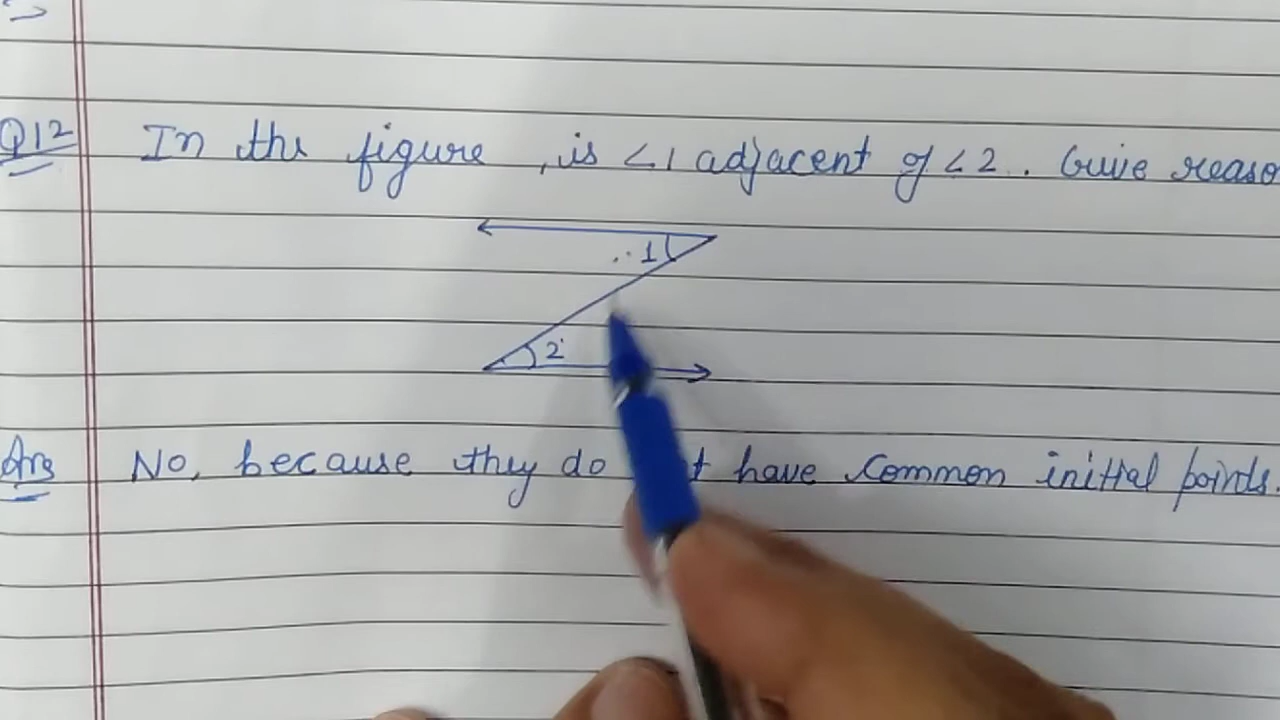 Q12 In the figure, is ∠1 adjacent of ∠2. Give reaso
1
2
Ans No, because they do have common initial points.